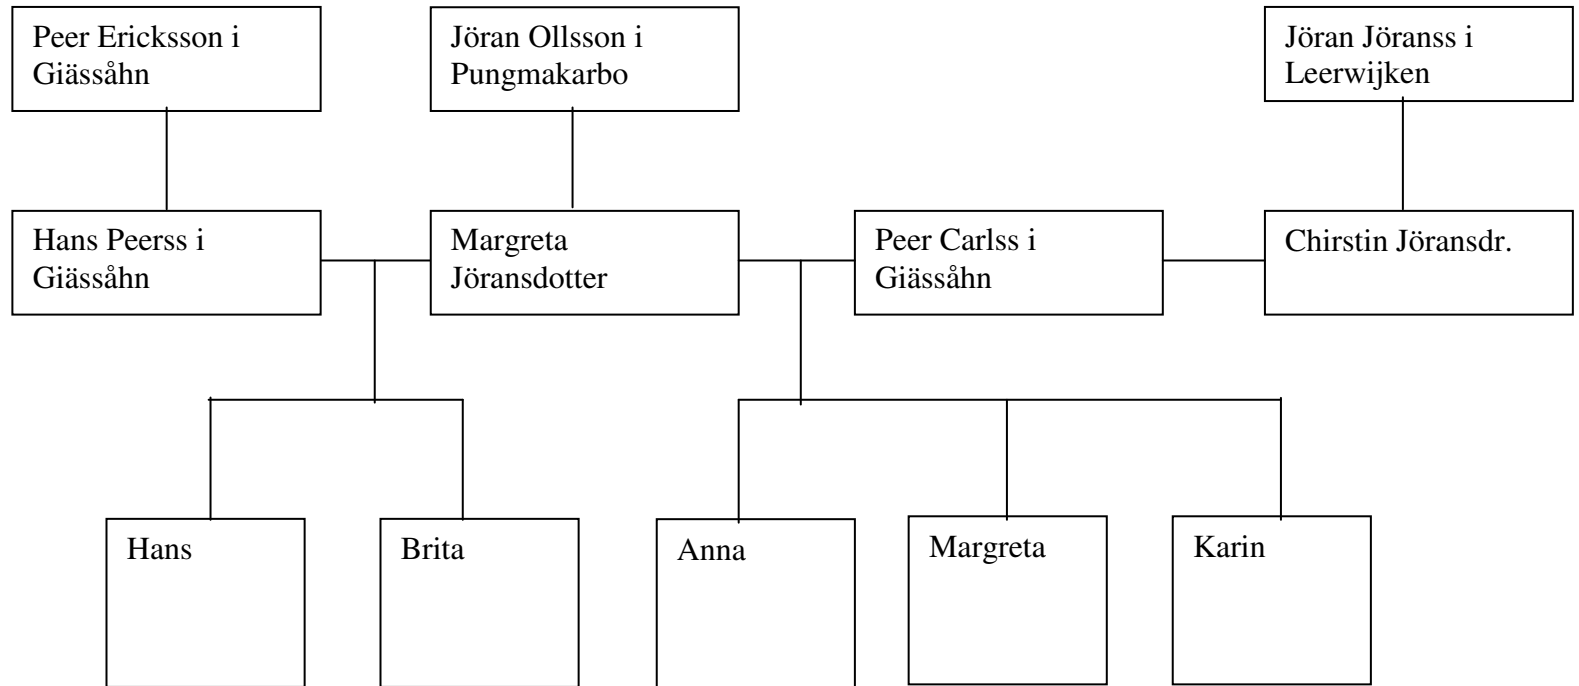 Peer Ericksson i
Giässåhn
Jöran Ollsson i
Pungmakarbo
Jöran Jöranss i
Leerwijken
Hans Peerss i
Giässåhn
Margreta
Jöransdotter
Peer Carlss i
Giässåhn
Chirstin Jöransdr.
Hans
Brita
Anna
Margreta
Karin